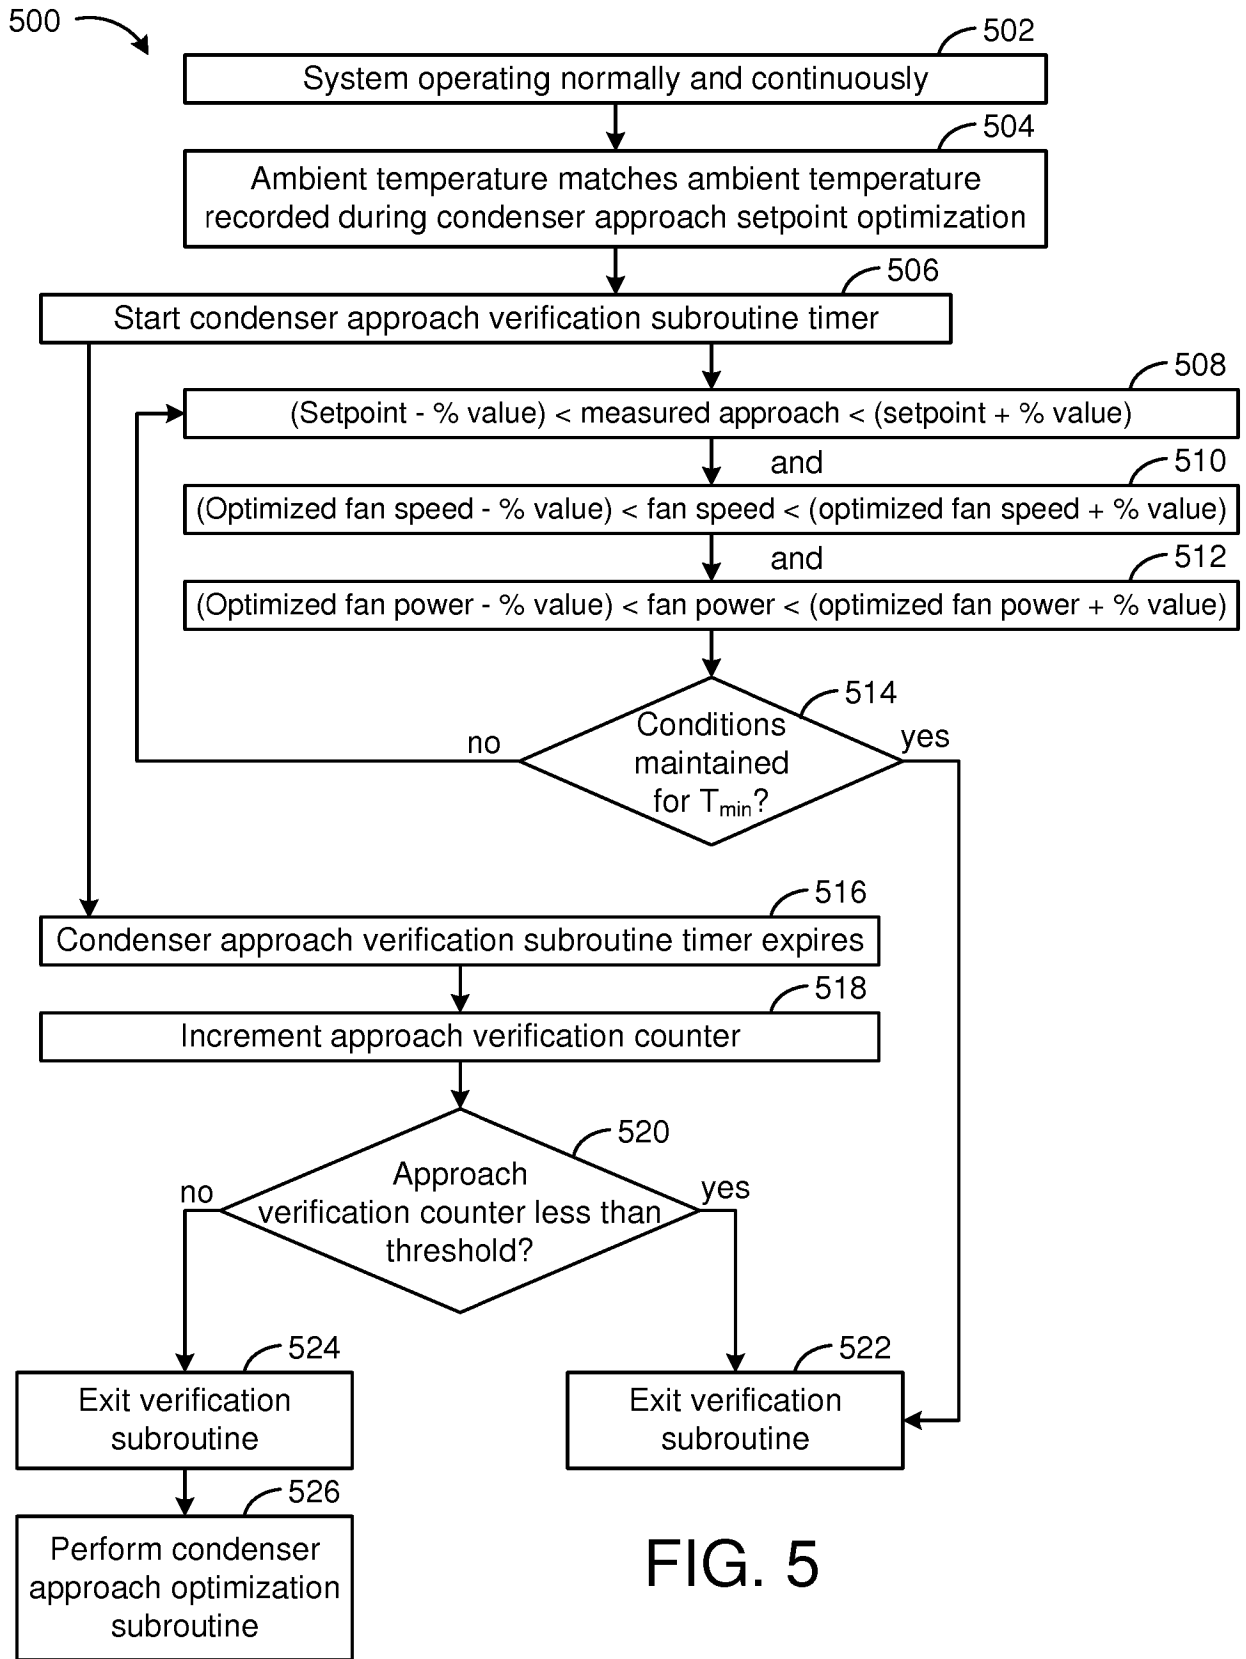 500
502
System operating normally and continuously
504
Ambient temperature matches ambient temperature
recorded during condenser approach setpoint optimization
506
Start condenser approach verification subroutine timer
508
(Setpoint - % value) < measured approach < (setpoint + % value)
and
510
(Optimized fan speed - % value) < fan speed < (optimized fan speed + % value)
and
512
(Optimized fan power - % value) < fan power < (optimized fan power + % value)
514
Conditions
maintained
for Tmin?
no
yes
516
Condenser approach verification subroutine timer expires
518
Increment approach verification counter
520
Approach
verification counter less than
threshold?
no
yes
524
Exit verification
subroutine
522
Exit verification
subroutine
526
Perform condenser
approach optimization
subroutine
FIG. 5